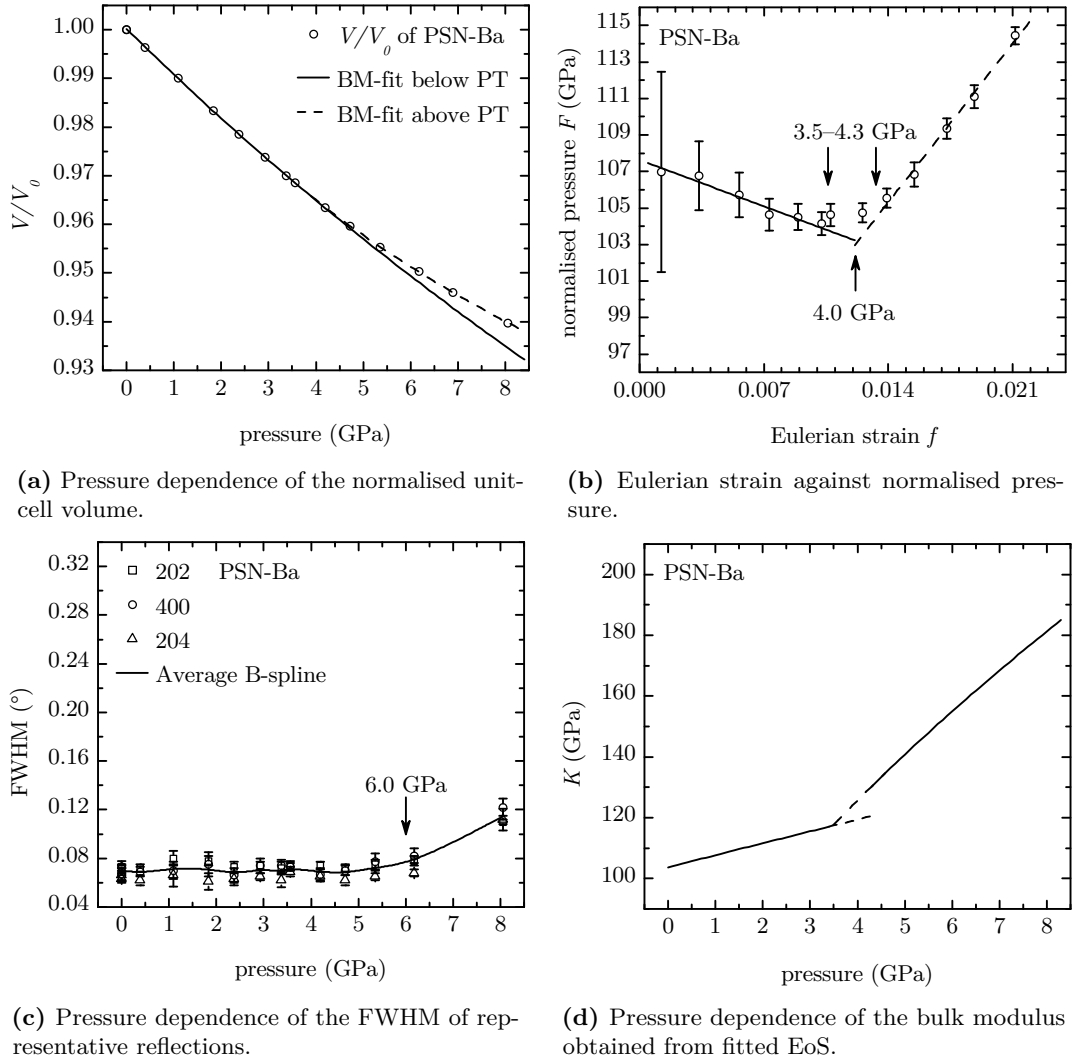 1.00
0.99
0.98
0.97
0.96
0.95
0.94
0.93
V/V0
0 1 2 3 4 5 6 7 8
pressure (GPa)
V/V0 of PSN-Ba
BM-fit below PT
BM-fit above PT
(a) Pressure dependence of the normalised unit-
cell volume.
PSN-Ba
115
113
111
109
107
105
103
101
99
97
normalised pressure F (GPa)
3.5–4.3 GPa
4.0 GPa
0.000 0.007 0.014 0.021
Eulerian strain f
(b) Eulerian strain against normalised pres-
sure.
0.32
0.28
0.24
0.20
0.16
0.12
0.08
0.04
FWHM (°)
202 PSN-Ba
400
204
Average B-spline
6.0 GPa
0 1 2 3 4 5 6 7 8
pressure (GPa)
(c) Pressure dependence of the FWHM of rep-
resentative reflections.
PSN-Ba
200
180
160
140
120
100
K (GPa)
0 1 2 3 4 5 6 7 8
pressure (GPa)
(d) Pressure dependence of the bulk modulus
obtained from fitted EoS.